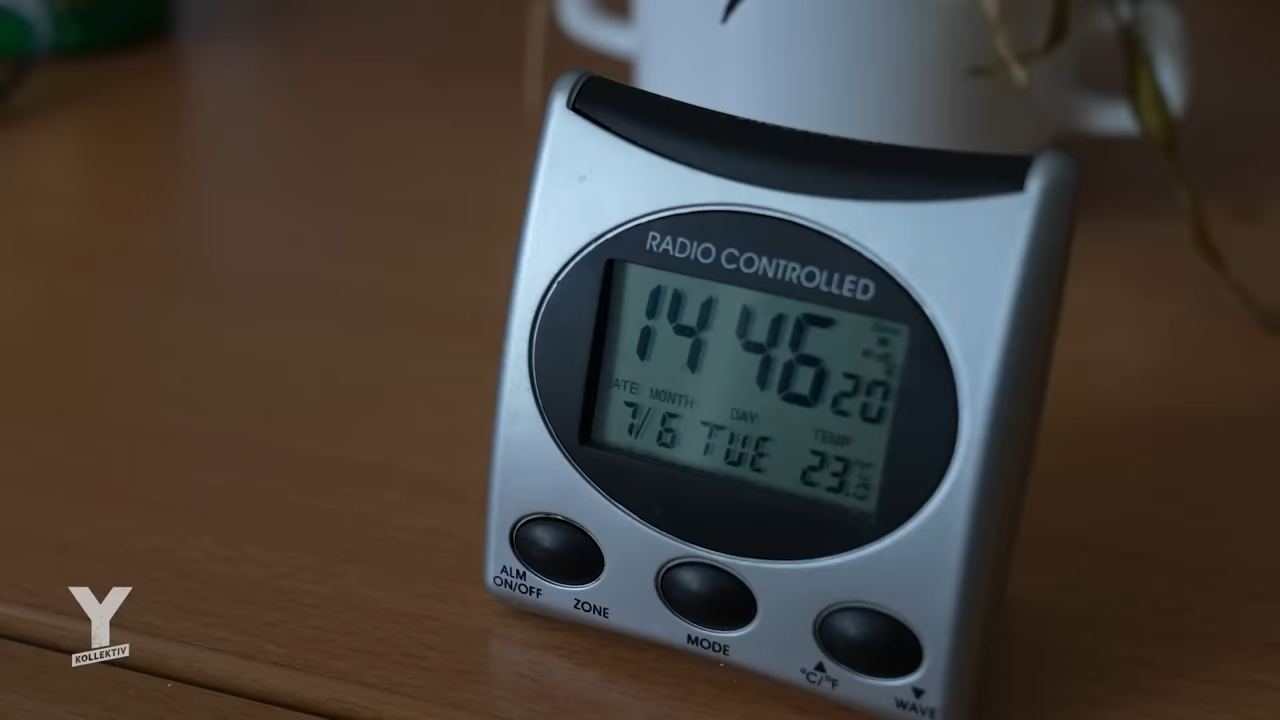 RADIO CONTROLLED
14 46 20
ATE MONTH DAY TEMP
7/6 TUE 23.
ALM
ON/OFF
ZONE
MODE
°C/°F
WAVE
Y
KOLLEKTIV